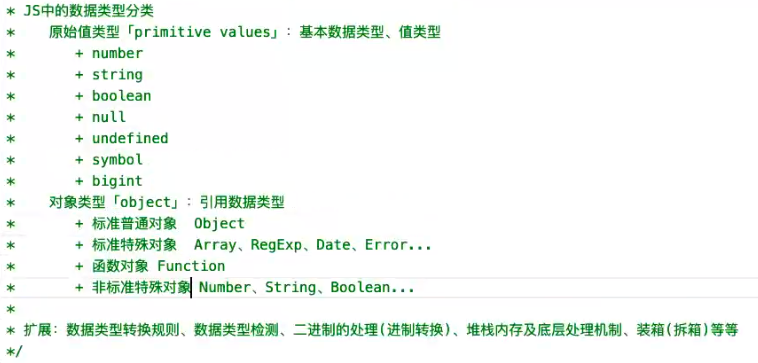 * JS中的数据类型分类
*    原始值类型「primitive values」：基本数据类型、值类型
*       + number
*       + string
*       + boolean
*       + null
*       + undefined
*       + symbol
*       + bigint
*    对象类型「object」：引用数据类型
*       + 标准普通对象  Object
*       + 标准特殊对象  Array、RegExp、Date、Error...
*       + 函数对象 Function
*       + 非标准特殊对象 Number、String、Boolean...
*
* 扩展：数据类型转换规则、数据类型检测、二进制的处理(进制转换)、堆栈内存及底层处理机制、装箱(拆箱)等等
*/